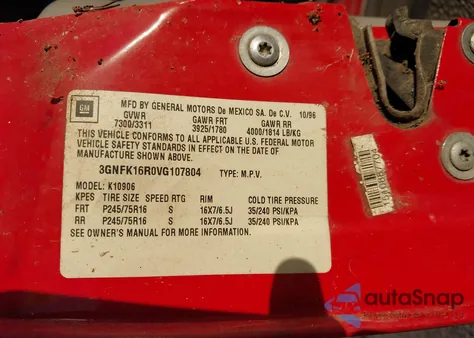 GM
MFD BY GENERAL MOTORS De MEXICO SA. De C.V. 10/96
GVWR GAWR FRT GAWR RR
7300/3311 3925/1780 4000/1814 LB/KG
THIS VEHICLE CONFORMS TO ALL APPLICABLE U.S. FEDERAL MOTOR
VEHICLE SAFETY STANDARDS IN EFFECT ON THE DATE OF
MANUFACTURE SHOWN ABOVE.
3GNFK16R0VG107804 TYPE: M.P.V.
MODEL: K10906
KPES TIRE SIZE SPEED RTG RIM COLD TIRE PRESSURE
FRT P245/75R16 S 16X7/6.5J 35/240 PSI/KPA
RR P245/75R16 S 16X7/6.5J 35/240 PSI/KPA
SEE OWNER'S MANUAL FOR MORE INFORMATION.
autoSnap